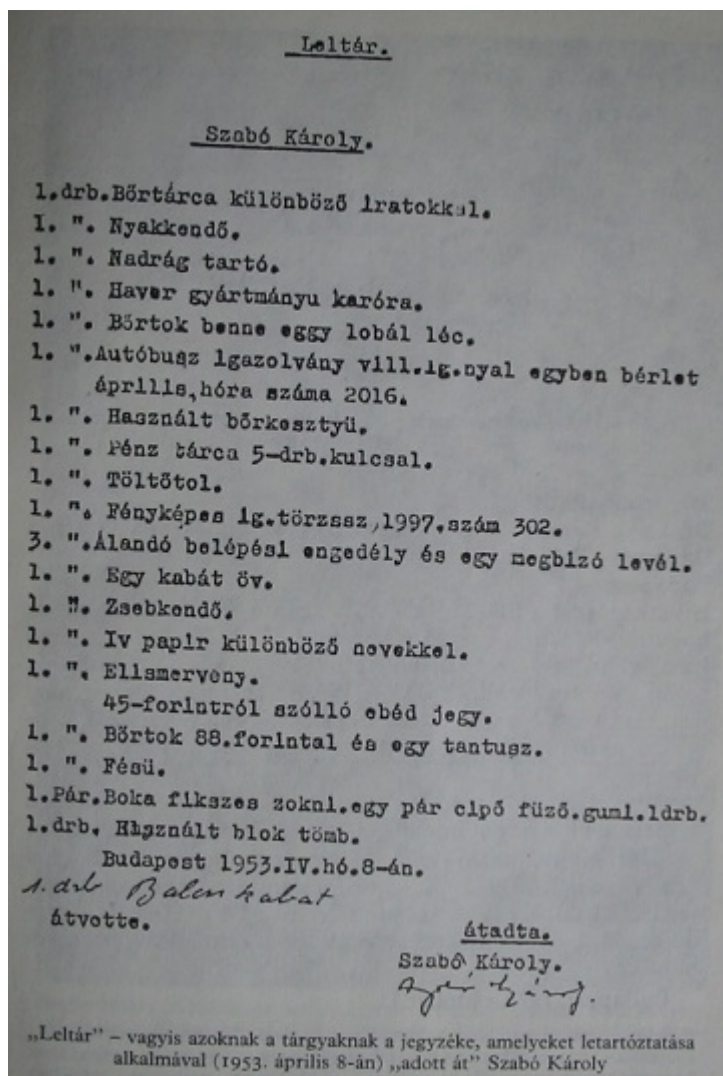 Leltár.
Szabó Károly.
1.drb.Bőrtárca különböző iratokkal.
1. ". Nyakkendő.
1. ". Nadrág tartó.
1. ". Haver gyártmányu karóra.
1. ". Bőrtok benne eggy lobál léc.
1. ".Autóbusz igazolvány vill.ig.nyal egyben bérlet
április,hóra száma 2016.
1. ". Használt bőrkesztyü.
1. ". Pénz tárca 5-drb.kulcsal.
1. ". Töltőtol.
1. ". Fényképes ig.törzssz,1997.szám 302.
3. ".Álandó belépési engedély és egy megbizó levél.
1. ". Egy kabát öv.
1. ". Zsebkendő.
1. ". Iv papir különböző nevekkel.
1. ". Elismerveny.
45-forintról szólló ebéd jegy.
1. ". Bőrtok 88.forintal és egy tantusz.
1. ". Fésü.
1.Pár.Boka fikszes zokni.egy pár cipő füző.gumi.1drb.
1.drb. Használt blok tömb.
Budapest 1953.IV.hó.8-án.
1. drb Balon kabat
átvotte. átadta.
Szabó Károly.
„Leltár” – vagyis azoknak a tárgyaknak a jegyzéke, amelyeket letartóztatása
alkalmával (1953. április 8-án) „adott át” Szabó Károly